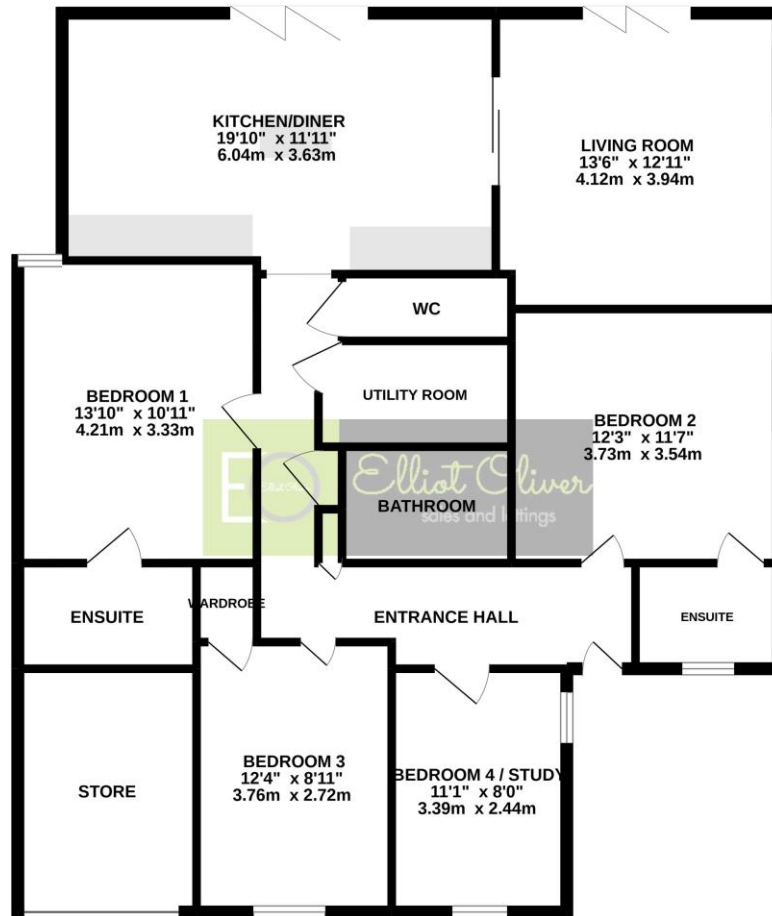 KITCHEN/DINER
19'10" x 11'11"
6.04m x 3.63m
LIVING ROOM
13'6" x 12'11"
4.12m x 3.94m
WC
UTILITY ROOM
BEDROOM 1
13'10" x 10'11"
4.21m x 3.33m
BEDROOM 2
12'3" x 11'7"
3.73m x 3.54m
EO
Elliot Oliver
sales and lettings
BATHROOM
ENSUITE
WARDROBE
ENTRANCE HALL
ENSUITE
STORE
BEDROOM 3
12'4" x 8'11"
3.76m x 2.72m
BEDROOM 4 / STUDY
11'1" x 8'0"
3.39m x 2.44m